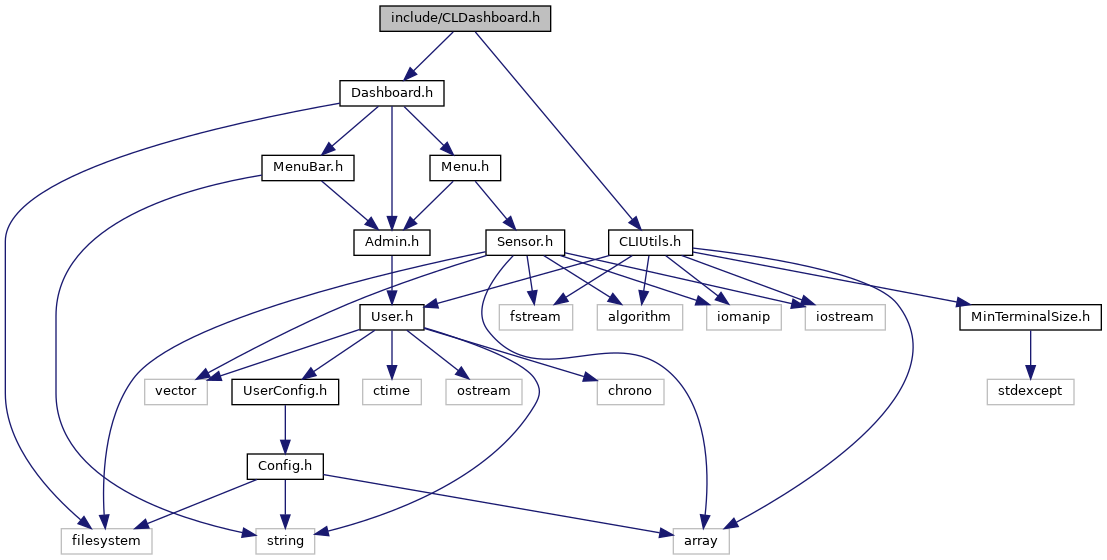 include/CLDashboard.h
Dashboard.h
MenuBar.h
Menu.h
Admin.h
Sensor.h
CLIUtils.h
User.h
fstream
algorithm
iomanip
iostream
MinTerminalSize.h
vector
UserConfig.h
ctime
ostream
chrono
stdexcept
Config.h
filesystem
string
array